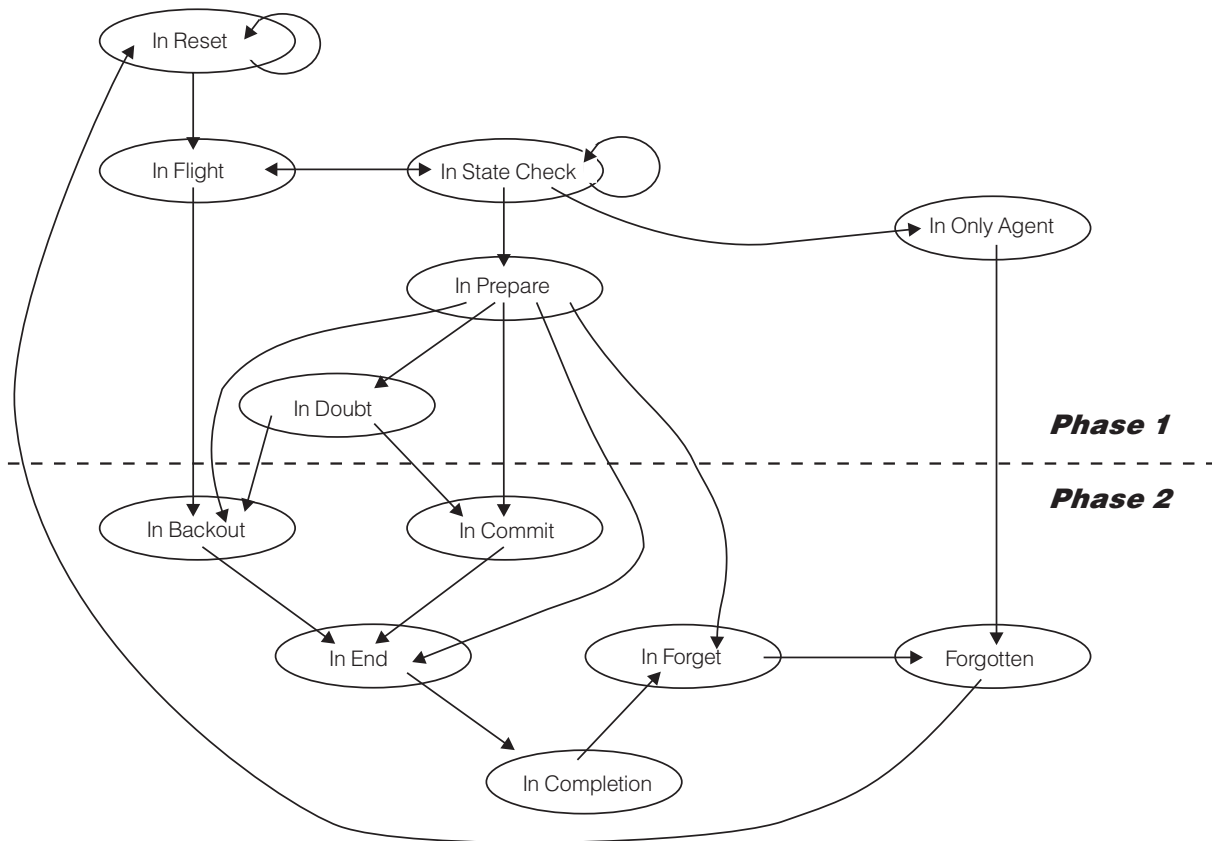 In Reset
In Flight
In State Check
In Only Agent
In Prepare
In Doubt
Phase 1
Phase 2
In Backout
In Commit
In End
In Forget
Forgotten
In Completion